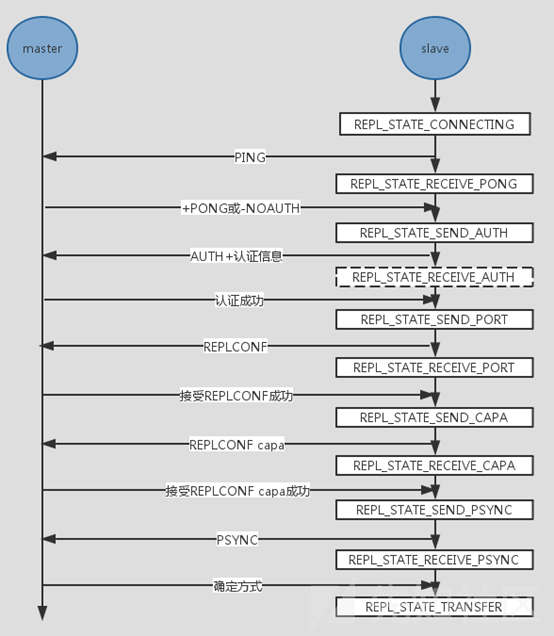 master
slave
REPL_STATE_CONNECTING
PING
REPL_STATE_RECEIVE_PONG
+PONG或-NOAUTH
REPL_STATE_SEND_AUTH
AUTH+认证信息
REPL_STATE_RECEIVE_AUTH
认证成功
REPL_STATE_SEND_PORT
REPLCONF
REPL_STATE_RECEIVE_PORT
接受REPLCONF成功
REPL_STATE_SEND_CAPA
REPLCONF capa
REPL_STATE_RECEIVE_CAPA
接受REPLCONF capa成功
REPL_STATE_SEND_PSYNC
PSYNC
REPL_STATE_RECEIVE_PSYNC
确定方式
REPL_STATE_TRANSFER